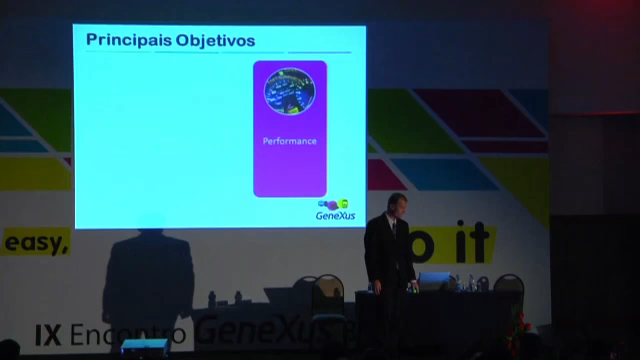 Principais Objetivos
Performance
GeneXus
easy,
o it
IX Encontro GeneXus